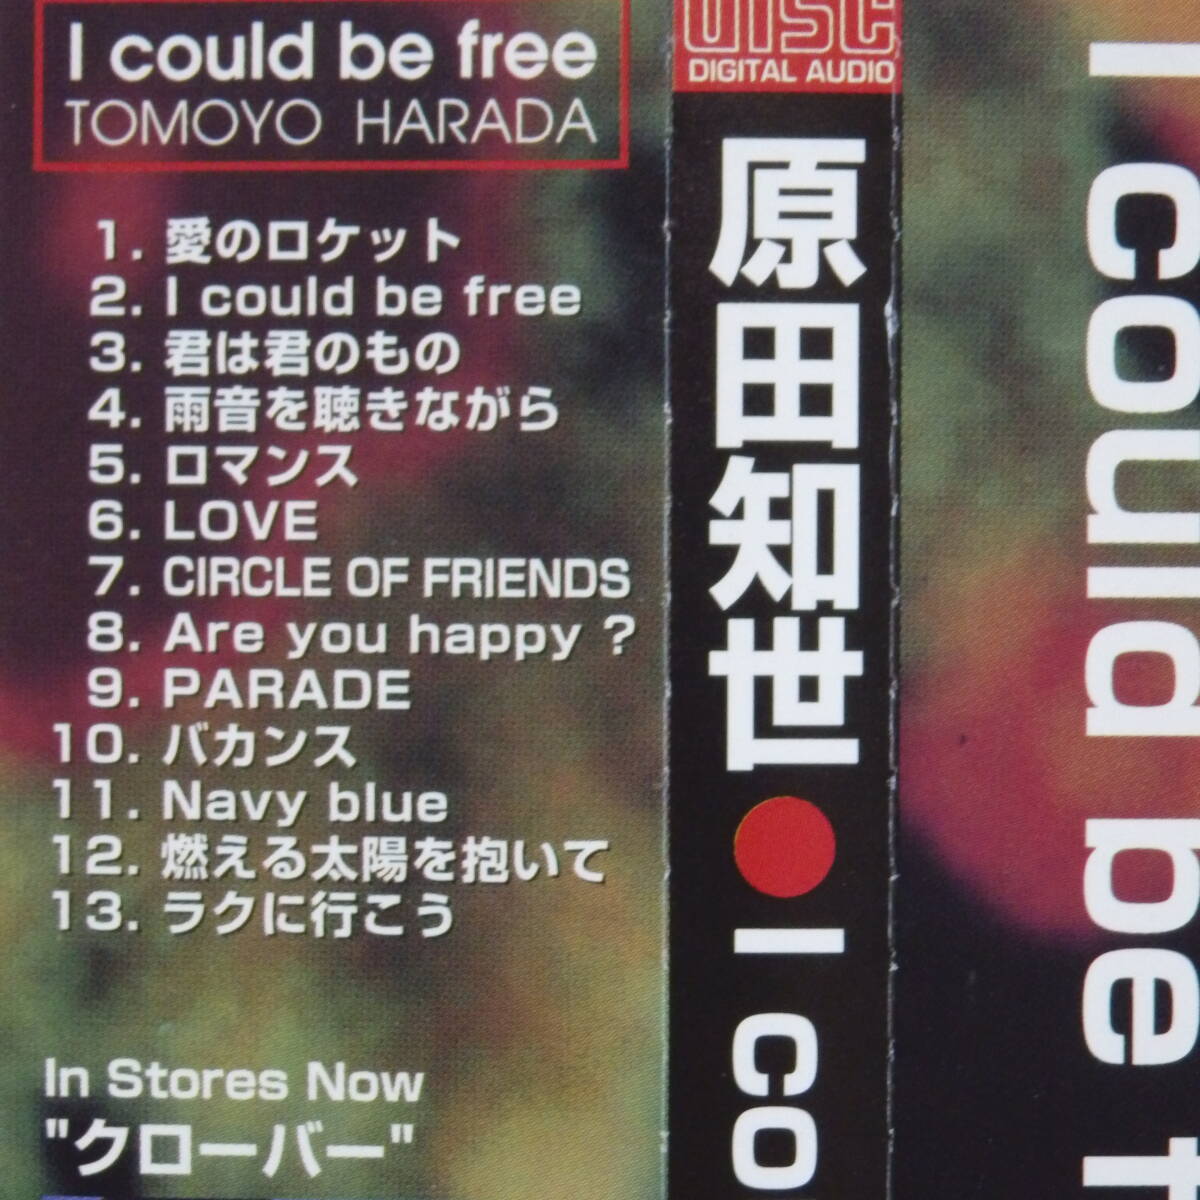 I could be free
TOMOYO HARADA
1. 愛のロケット
2. I could be free
3. 君は君のもの
4. 雨音を聴きながら
5. ロマンス
6. LOVE
7. CIRCLE OF FRIENDS
8. Are you happy ?
9. PARADE
10. バカンス
11. Navy blue
12. 燃える太陽を抱いて
13. ラクに行こう
In Stores Now
"クローバー"
DISC
DIGITAL AUDIO
原田知世●I co
I could be f